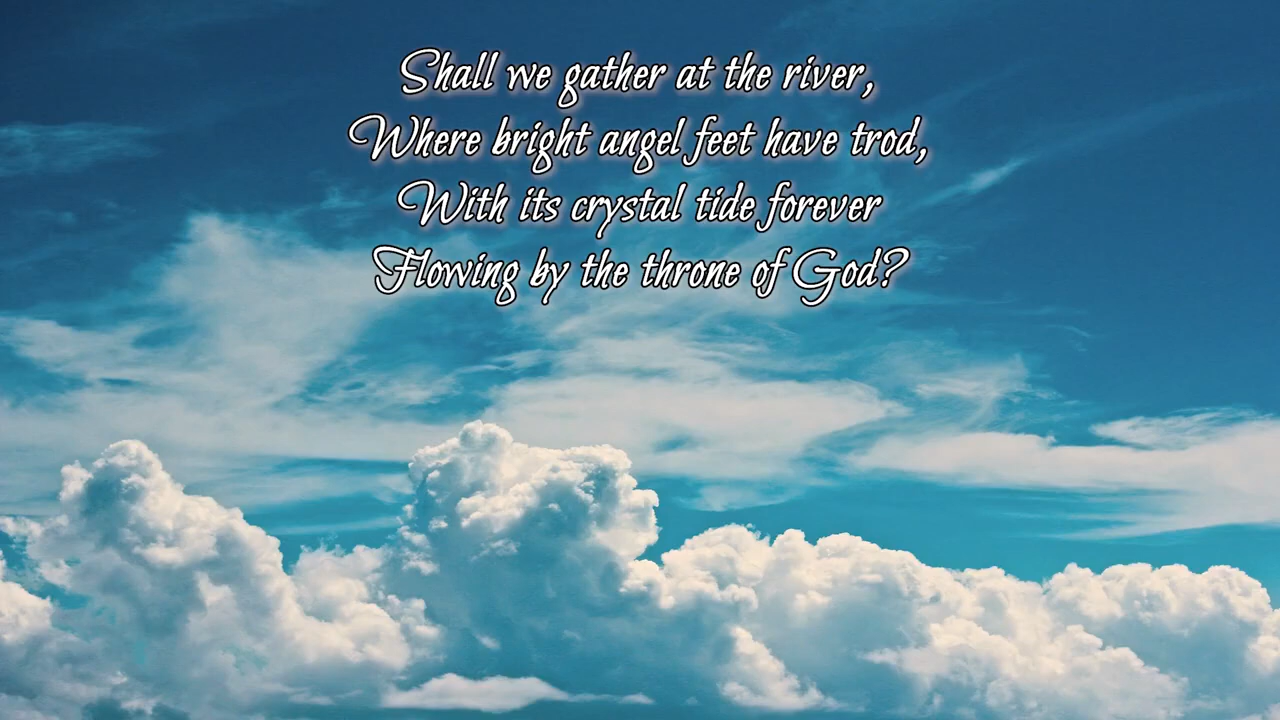 Shall we gather at the river,
Where bright angel feet have trod,
With its crystal tide forever
Flowing by the throne of God?